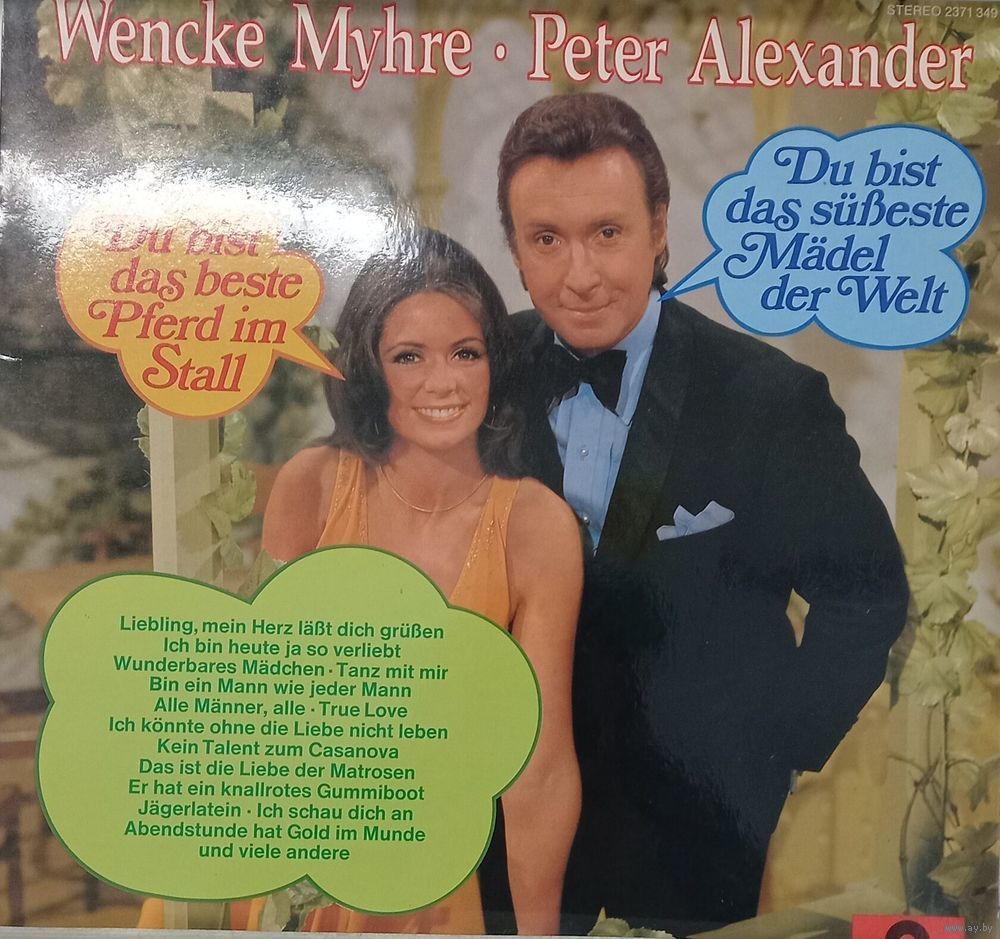 STEREO 2371 349
Wencke Myhre · Peter Alexander
Du bist
das süßeste
Mädel
der Welt
Du bist
das beste
Pferd im
Stall
Liebling, mein Herz läßt dich grüßen
Ich bin heute ja so verliebt
Wunderbares Mädchen · Tanz mit mir
Bin ein Mann wie jeder Mann
Alle Männer, alle · True Love
Ich könnte ohne die Liebe nicht leben
Kein Talent zum Casanova
Das ist die Liebe der Matrosen
Er hat ein knallrotes Gummiboot
Jägerlatein · Ich schau dich an
Abendstunde hat Gold im Munde
und viele andere
www.ay.by